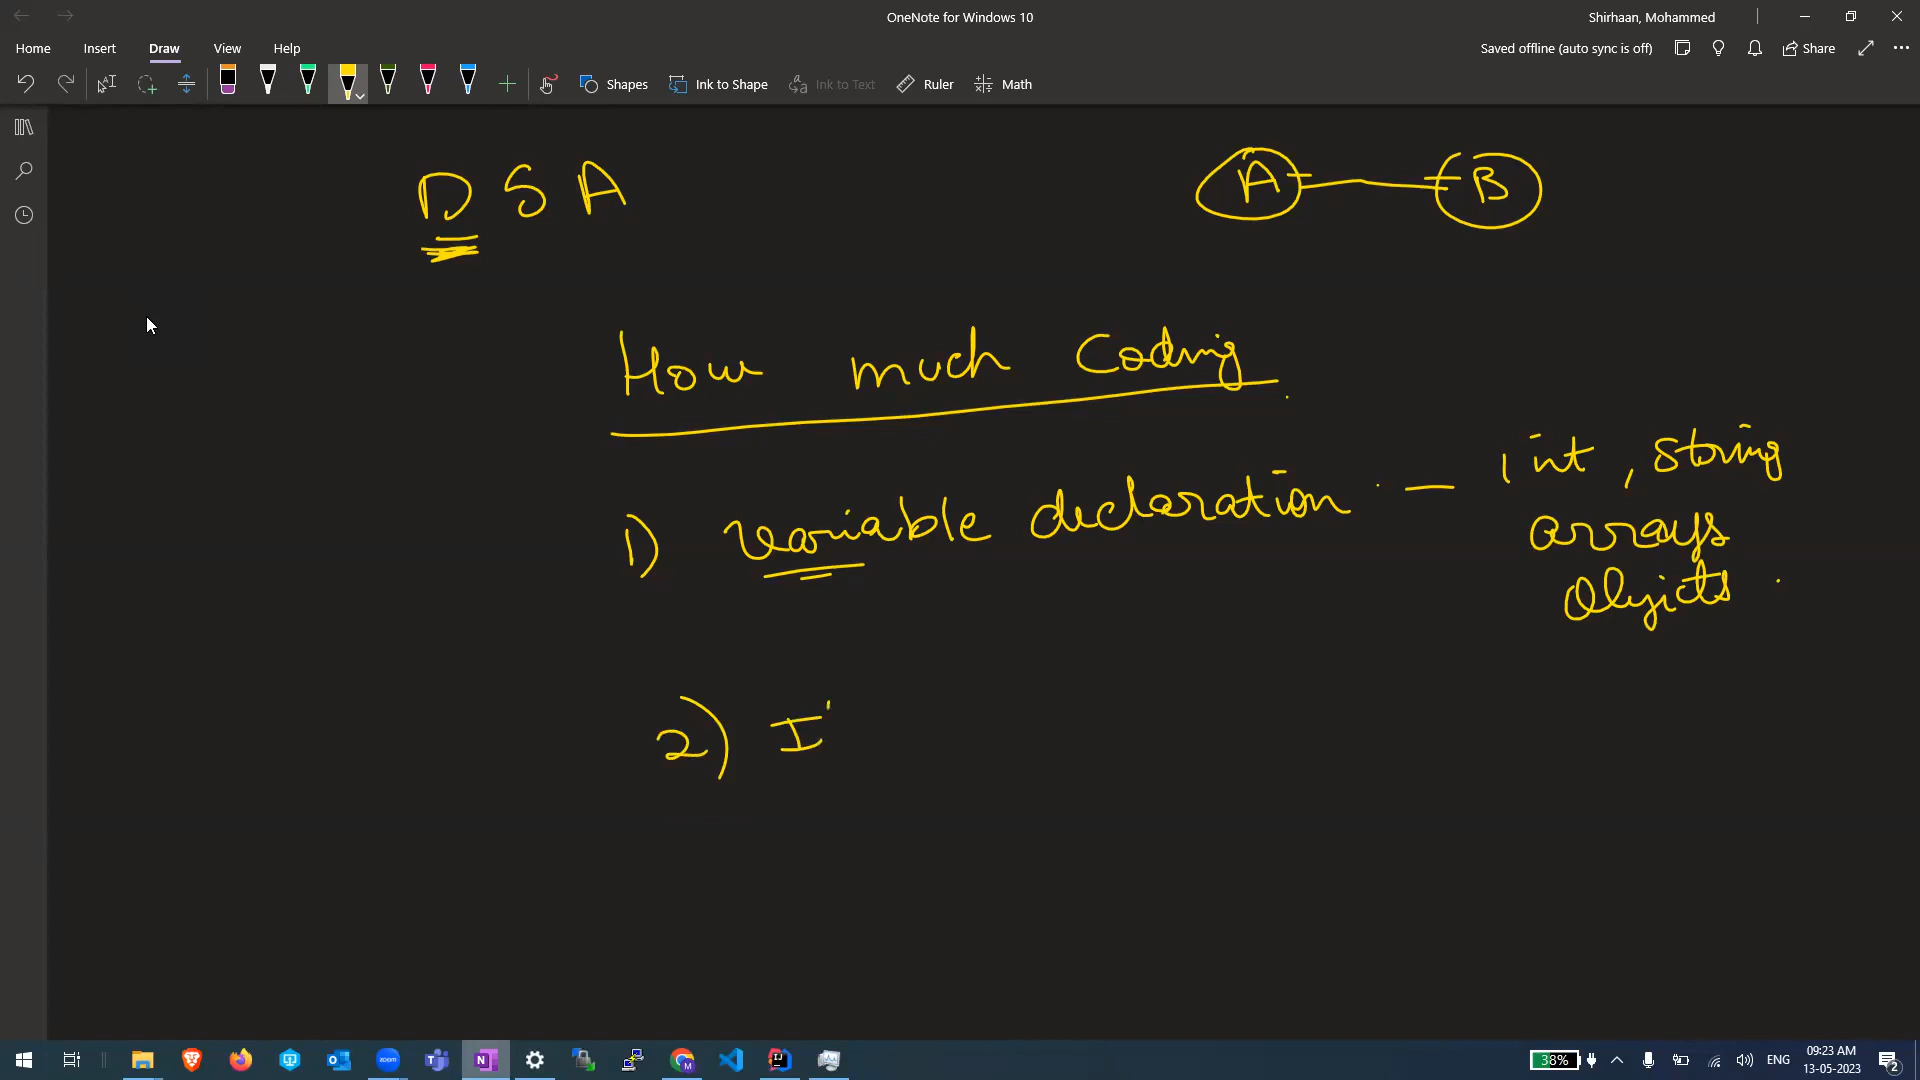 OneNote for Windows 10
Shirhaan, Mohammed
Home Insert Draw View Help
Saved offline (auto sync is off) Share
Shapes Ink to Shape Ink to Text Ruler Math
D S A
A B
How much Coding
1) variable declaration — int, string
arrays
objects
2) I
38% ENG 09:23 AM
13-05-2023
2